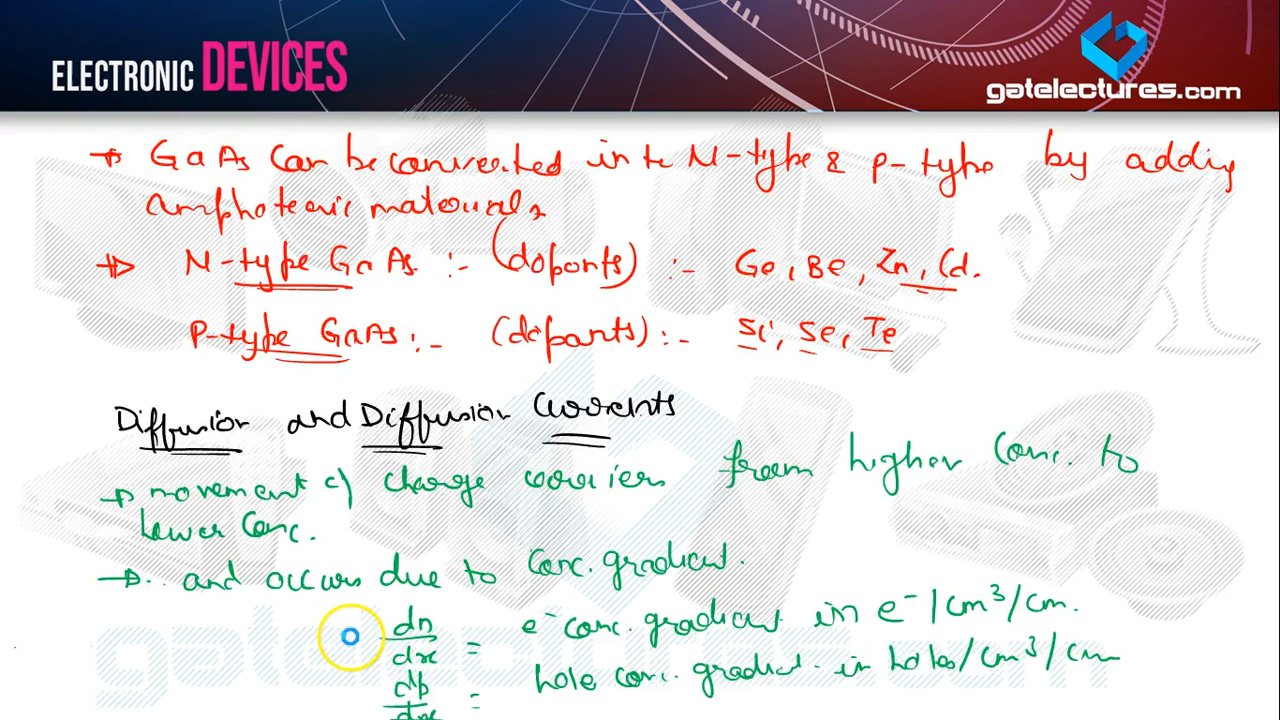 ELECTRONIC DEVICES
gatelectures.com
→ GaAs Can be converted into N-type & P-type by adding
amphoteric materials
⇒ N-type GaAs :- (dopants) :- Ge, Be, Zn, Cd.
P-type GaAs :- (dopants) :- Si, Se, Te
Diffusion and Diffusion Currents
→ movement of charge carriers from higher Conc. to
lower Conc.
→ and occurs due to Conc. gradient.
dn/dx = e⁻ conc. gradient in e⁻/cm³/cm.
dp/dx = hole conc. gradient in holes/cm³/cm
gatelectures.com